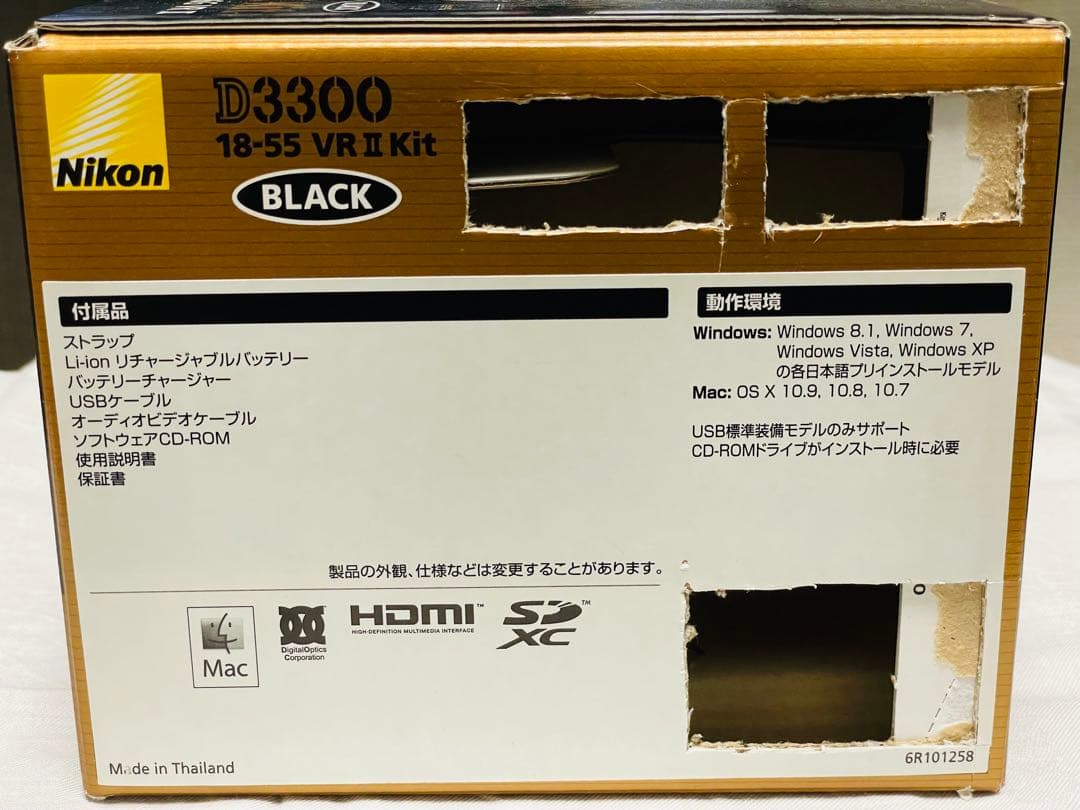 Nikon
D3300
18-55 VR II Kit
BLACK
付属品
ストラップ
Li-ion リチャージャブルバッテリー
バッテリーチャージャー
USBケーブル
オーディオビデオケーブル
ソフトウェアCD-ROM
使用説明書
保証書
動作環境
Windows: Windows 8.1, Windows 7,
Windows Vista, Windows XP
の各日本語プリインストールモデル
Mac: OS X 10.9, 10.8, 10.7
USB標準装備モデルのみサポート
CD-ROMドライブがインストール時に必要
製品の外観、仕様などは変更することがあります。
Mac
DigitalOptics
Corporation
HDMI™
HIGH-DEFINITION MULTIMEDIA INTERFACE
SD™
XC
Made in Thailand
6R101258